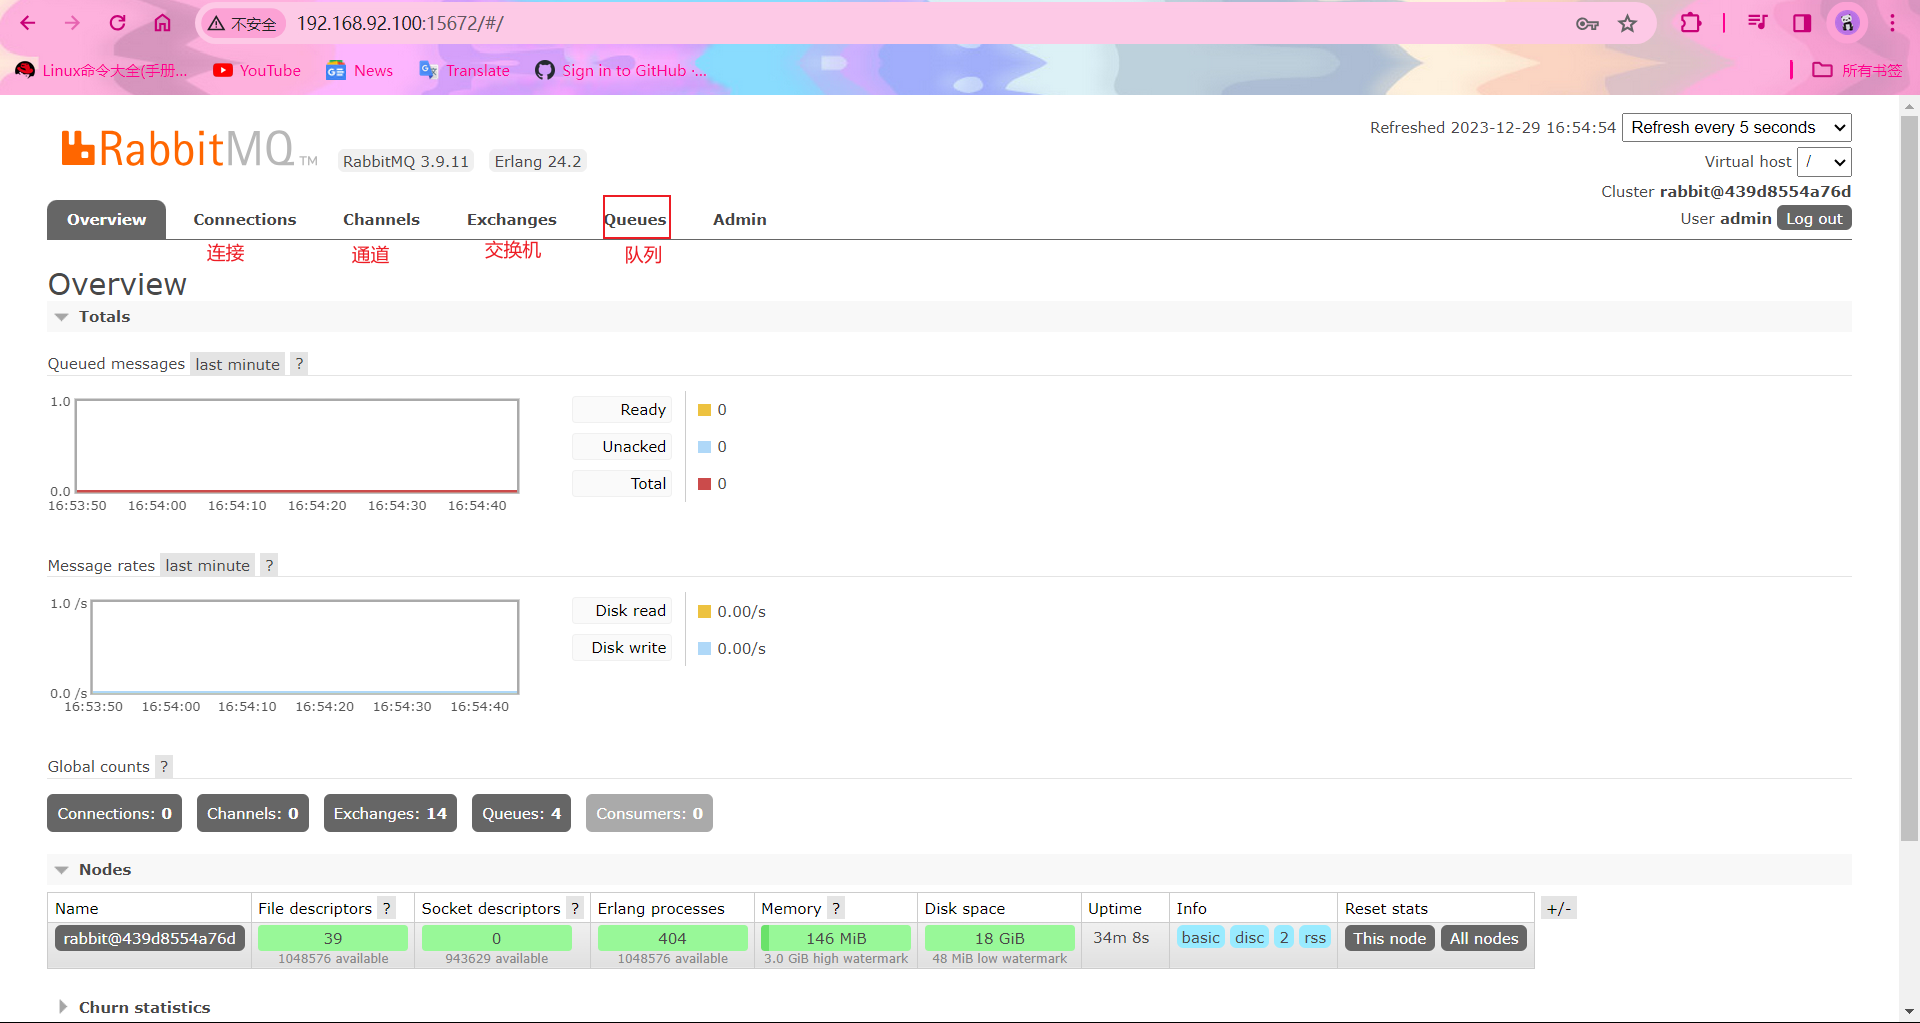 不安全 192.168.92.100:15672/#/
Linux命令大全(手册... YouTube News Translate Sign in to GitHub ·... 所有书签
RabbitMQ TM RabbitMQ 3.9.11 Erlang 24.2
Refreshed 2023-12-29 16:54:54 Refresh every 5 seconds
Virtual host /
Cluster rabbit@439d8554a76d
User admin Log out
Overview Connections Channels Exchanges Queues Admin
连接 通道 交换机 队列
Overview
Totals
Queued messages last minute ?
1.0
0.0
16:53:50 16:54:00 16:54:10 16:54:20 16:54:30 16:54:40
Ready 0
Unacked 0
Total 0
Message rates last minute ?
1.0 /s
0.0 /s
16:53:50 16:54:00 16:54:10 16:54:20 16:54:30 16:54:40
Disk read 0.00/s
Disk write 0.00/s
Global counts ?
Connections: 0 Channels: 0 Exchanges: 14 Queues: 4 Consumers: 0
Nodes
Name File descriptors ? Socket descriptors ? Erlang processes Memory ? Disk space Uptime Info Reset stats +/-
rabbit@439d8554a76d 39 0 404 146 MiB 18 GiB 34m 8s basic disc 2 rss This node All nodes
1048576 available 943629 available 1048576 available 3.0 GiB high watermark 48 MiB low watermark
Churn statistics